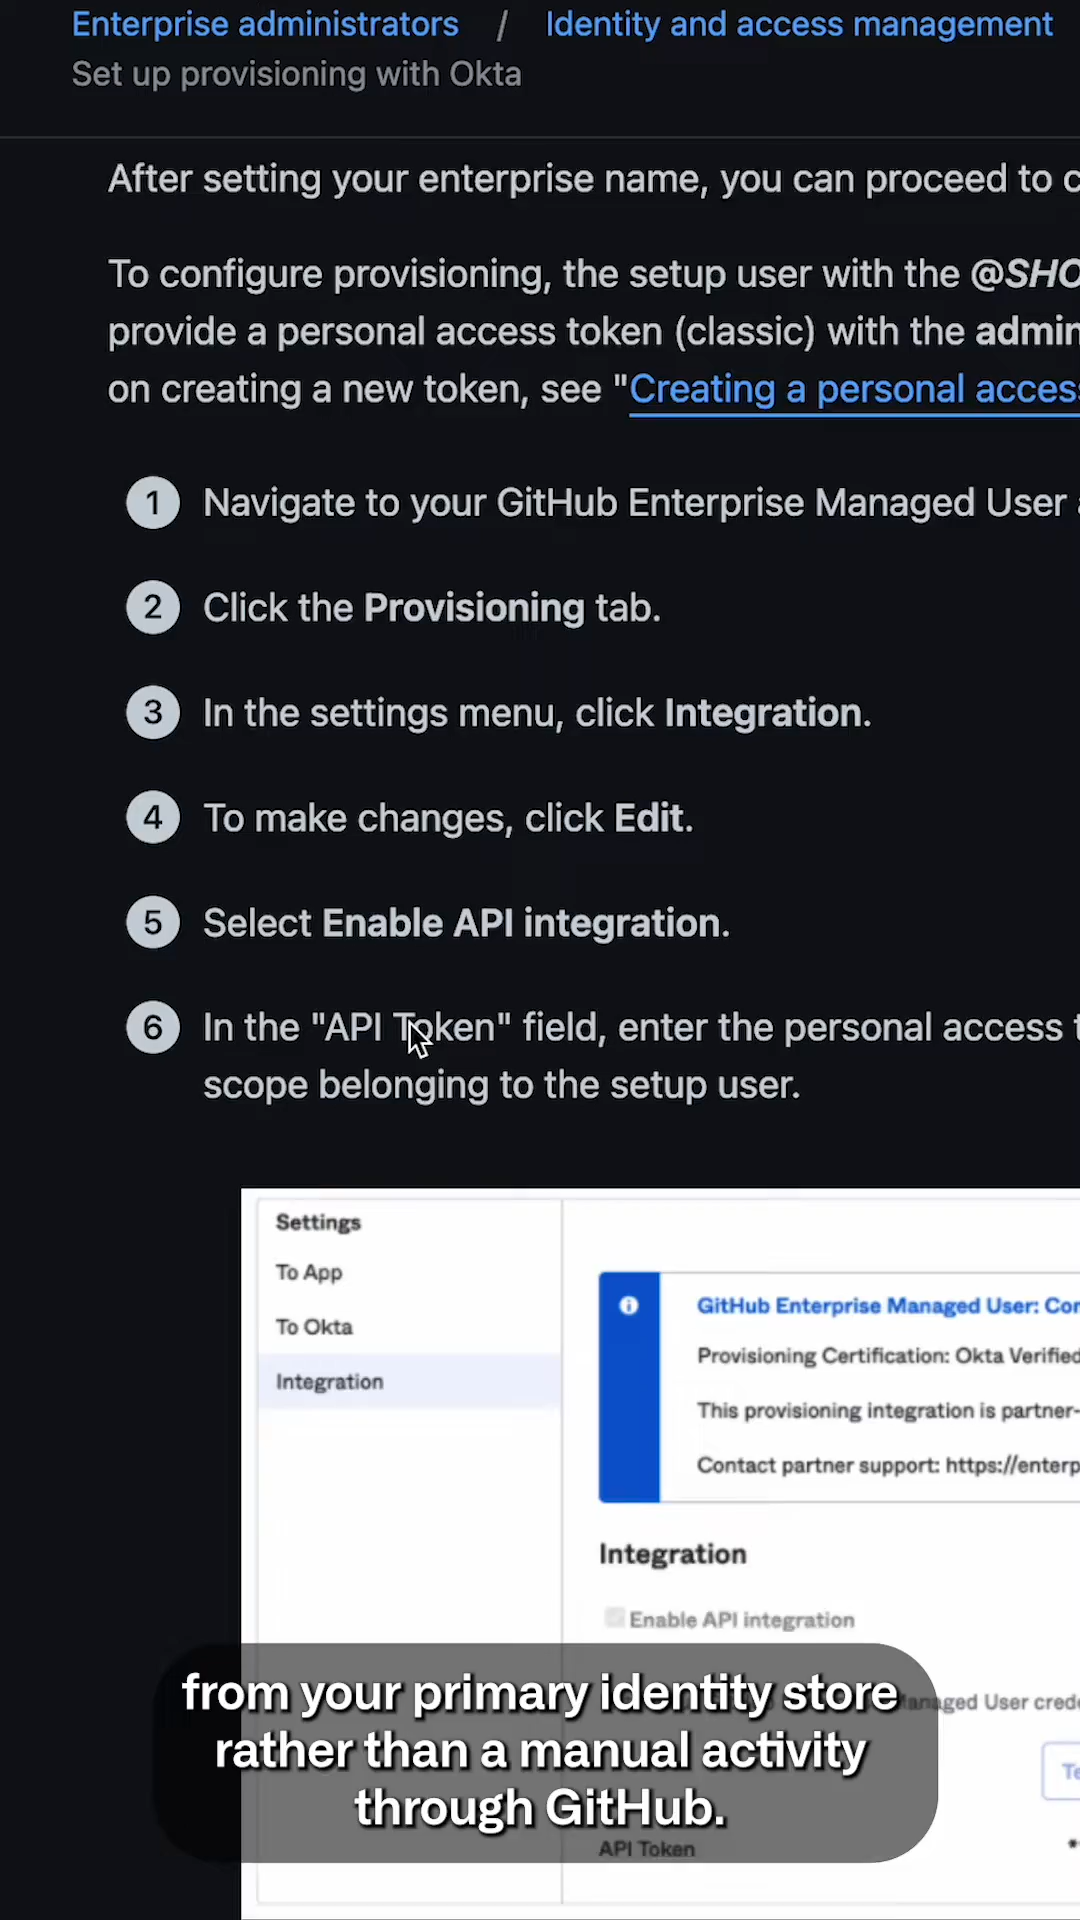 Enterprise administrators / Identity and access management
Set up provisioning with Okta
After setting your enterprise name, you can proceed to c
To configure provisioning, the setup user with the @SHO
provide a personal access token (classic) with the admin
on creating a new token, see "Creating a personal access
1 Navigate to your GitHub Enterprise Managed User a
2 Click the Provisioning tab.
3 In the settings menu, click Integration.
4 To make changes, click Edit.
5 Select Enable API integration.
6 In the "API Token" field, enter the personal access t
scope belonging to the setup user.
Settings
To App
To Okta
Integration
GitHub Enterprise Managed User: Con
Provisioning Certification: Okta Verified
This provisioning integration is partner-
Contact partner support: https://enterp
Integration
Enable API integration
from your primary identity store
rather than a manual activity
through GitHub.
anaged User crede
Te
API Token